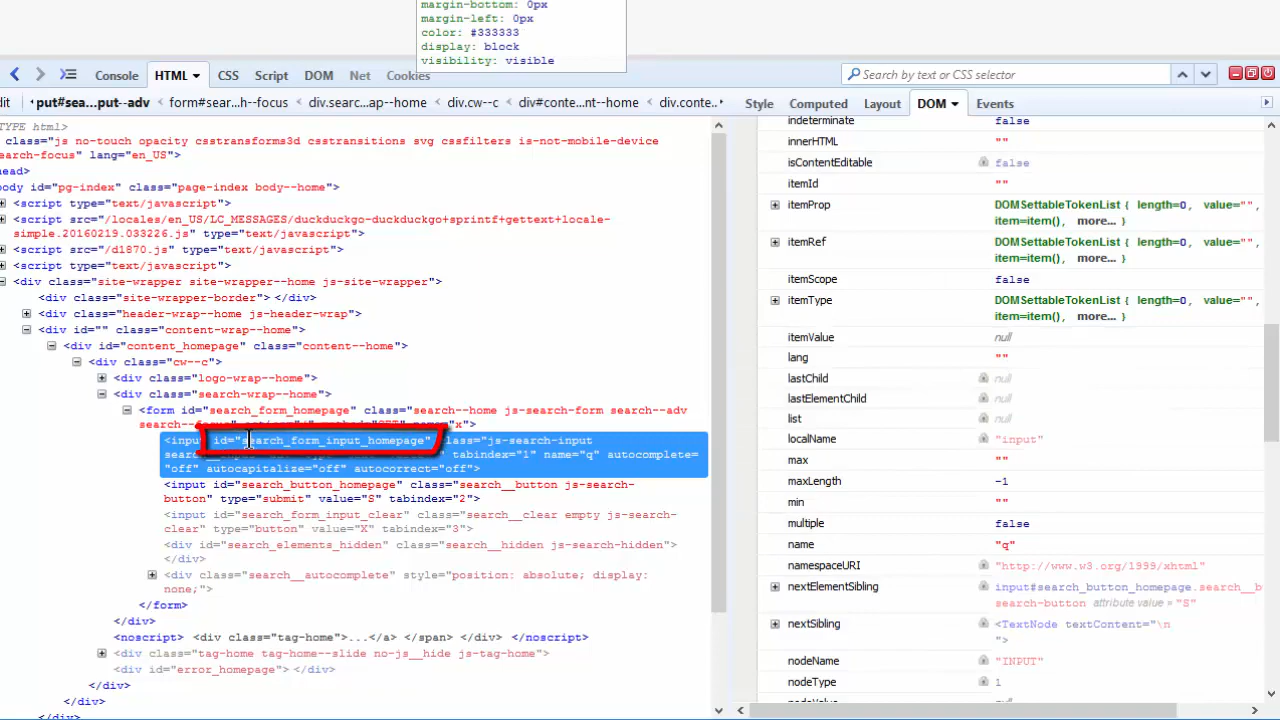 margin-bottom: 0px
margin-left: 0px
color: #333333
display: block
visibility: visible
Console HTML CSS Script DOM Net Cookies
Search by text or CSS selector
dit put#sea...put--adv form#sear...h--focus div.searc...ap--home div.cw--c div#conte...nt--home div.conte..
Style Computed Layout DOM Events
TYPE html>
class="js no-touch opacity csstransforms3d csstransitions svg cssfilters is-not-mobile-device
search-focus" lang="en_US">
head>
body id="pg-index" class="page-index body--home">
<script type="text/javascript">
<script src="/locales/en_US/LC_MESSAGES/duckduckgo-duckduckgo+sprintf+gettext+locale-
simple.20160219.033226.js" type="text/javascript">
<script src="/d1870.js" type="text/javascript">
<script type="text/javascript">
<div class="site-wrapper site-wrapper--home js-site-wrapper">
<div class="site-wrapper-border"> </div>
<div class="header-wrap--home js-header-wrap">
<div id="" class="content-wrap--home">
<div id="content_homepage" class="content--home">
<div class="cw--c">
<div class="logo-wrap--home">
<div class="search-wrap--home">
<form id="search_form_homepage" class="search--home js-search-form search--adv
<input id="search_form_input_homepage" class="js-search-input
tabindex="1" name="q" autocomplete=
"off" autocapitalize="off" autocorrect="off">
<input id="search_button_homepage" class="search__button js-search-
button" type="submit" value="S" tabindex="2">
<input id="search_form_input_clear" class="search__clear empty js-search-
clear" type="button" value="X" tabindex="3">
<div id="search_elements_hidden" class="search__hidden js-search-hidden">
</div>
<div class="search__autocomplete" style="position: absolute; display:
none;">
</form>
</div>
<noscript> <div class="tag-home">...</a> </span> </div> </noscript>
<div class="tag-home tag-home--slide no-js__hide js-tag-home">
<div id="error_homepage"> </div>
</div>
</div>
</div>
indeterminate false
innerHTML ""
isContentEditable false
itemId ""
itemProp DOMSettableTokenList { length=0, value="",
item=item(), more... }
itemRef DOMSettableTokenList { length=0, value="",
item=item(), more... }
itemScope false
itemType DOMSettableTokenList { length=0, value="",
item=item(), more... }
itemValue null
lang ""
lastChild null
lastElementChild null
list null
localName "input"
max ""
maxLength -1
min ""
multiple false
name "q"
namespaceURI "http://www.w3.org/1999/xhtml"
nextElementSibling input#search_button_homepage.search__b
search-button attribute value = "S"
nextSibling <TextNode textContent="\n
">
nodeName "INPUT"
nodeType 1
nodeValue null